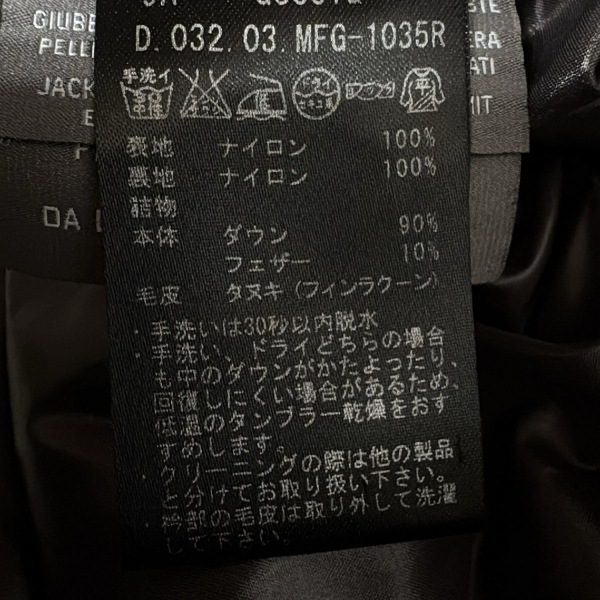 D.032.03.MFG-1035R
手洗イ
表地 ナイロン 100%
裏地 ナイロン 100%
詰物
本体 ダウン 90%
フェザー 10%
毛皮 タヌキ(フィンラクーン)
・手洗いは30秒以内脱水
・手洗い、ドライどちらの場合
も中のダウンがかたよったり、
回復しにくい場合があるため、
低温のタンブラー乾燥をおす
すめします。
・クリーニングの際は他の製品
と分けてお取り扱い下さい。
・衿部の毛皮は取り外して洗濯
して下さい。
GIUBB
PELL
JACK
DA
ERA
ATI
MIT